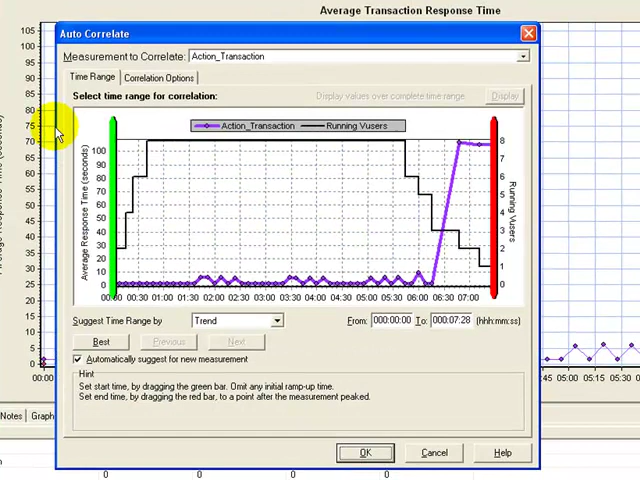 Average Transaction Response Time
Auto Correlate
Measurement to Correlate: Action_Transaction
Time Range Correlation Options
Select time range for correlation: Display values over complete time range Display
Action_Transaction Running Vusers
Average Response Time (seconds)
100
90
80
70
60
50
40
30
20
10
0
8
7
6
5
4
3
2
1
0
Running Vusers
00:00 00:30 01:00 01:30 02:00 02:30 03:00 03:30 04:00 04:30 05:00 05:30 06:00 06:30 07:00
Suggest Time Range by Trend From: 000:00:00 To: 000:07:28 (hhh:mm:ss)
Best Previous Next
Automatically suggest for new measurement
Hint
Set start time, by dragging the green bar. Omit any initial ramp-up time.
Set end time, by dragging the red bar, to a point after the measurement peaked.
OK Cancel Help
105
100
95
90
85
80
75
70
65
60
55
50
45
40
35
30
25
20
15
10
5
0
00:00 :45 05:00 05:15 05:30
Notes Graph
0 0 0 0